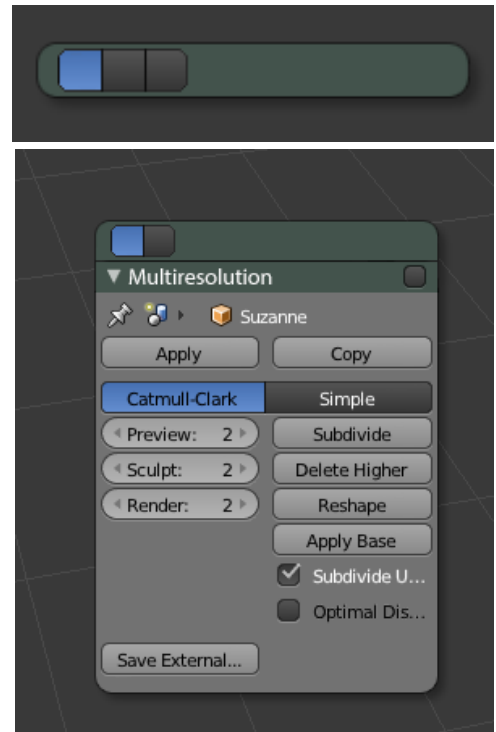 Multiresolution
Suzanne
Apply Copy
Catmull-Clark Simple
Preview: 2 Subdivide
Sculpt: 2 Delete Higher
Render: 2 Reshape
Apply Base
Subdivide U...
Optimal Dis...
Save External...